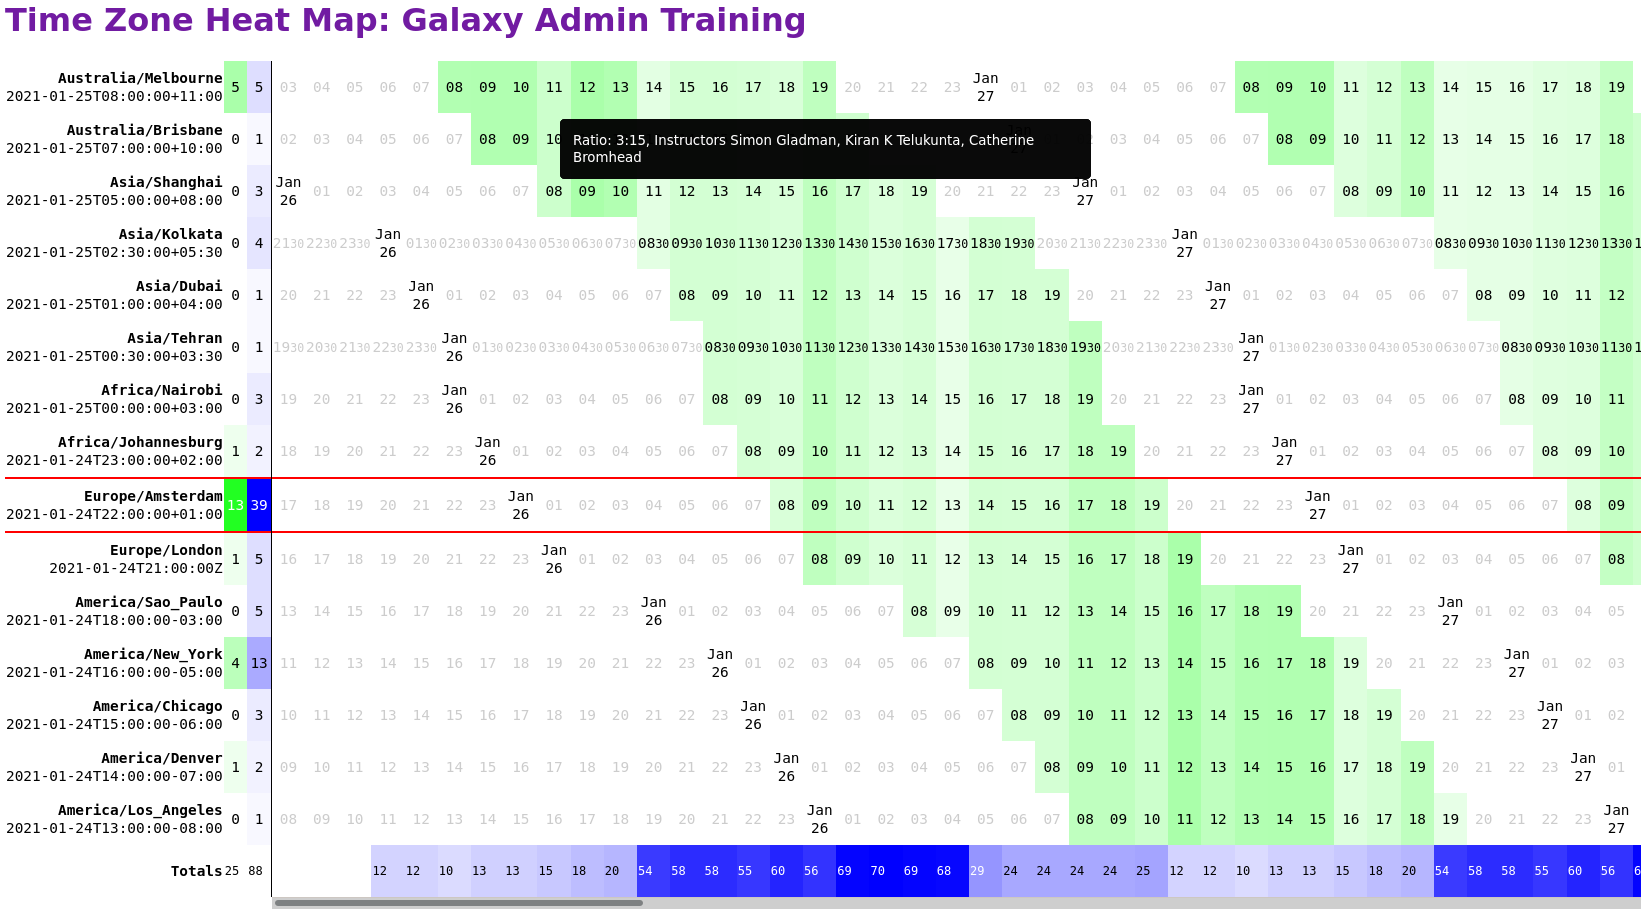 Time Zone Heat Map: Galaxy Admin Training
Australia/Melbourne
2021-01-25T08:00:00+11:00
5 5 03 04 05 06 07 08 09 10 11 12 13 14 15 16 17 18 19 20 21 22 23 Jan 27 01 02 03 04 05 06 07 08 09 10 11 12 13 14 15 16 17 18 19
Australia/Brisbane
2021-01-25T07:00:00+10:00
0 1 02 03 04 05 06 07 08 09 10 03 04 05 06 07 08 09 10 11 12 13 14 15 16 17 18
Ratio: 3:15, Instructors Simon Gladman, Kiran K Telukunta, Catherine
Bromhead
Asia/Shanghai
2021-01-25T05:00:00+08:00
0 3 Jan 26 01 02 03 04 05 06 07 08 09 10 11 12 13 14 15 16 17 18 19 20 21 22 23 Jan 27 01 02 03 04 05 06 07 08 09 10 11 12 13 14 15 16
Asia/Kolkata
2021-01-25T02:30:00+05:30
0 4 2130 2230 2330 Jan 26 0130 0230 0330 0430 0530 0630 0730 0830 0930 1030 1130 1230 1330 1430 1530 1630 1730 1830 1930 2030 2130 2230 2330 Jan 27 0130 0230 0330 0430 0530 0630 0730 0830 0930 1030 1130 1230 1330 1
Asia/Dubai
2021-01-25T01:00:00+04:00
0 1 20 21 22 23 Jan 26 01 02 03 04 05 06 07 08 09 10 11 12 13 14 15 16 17 18 19 20 21 22 23 Jan 27 01 02 03 04 05 06 07 08 09 10 11 12
Asia/Tehran
2021-01-25T00:30:00+03:30
0 1 1930 2030 2130 2230 2330 Jan 26 0130 0230 0330 0430 0530 0630 0730 0830 0930 1030 1130 1230 1330 1430 1530 1630 1730 1830 1930 2030 2130 2230 2330 Jan 27 0130 0230 0330 0430 0530 0630 0730 0830 0930 1030 1130 1
Africa/Nairobi
2021-01-25T00:00:00+03:00
0 3 19 20 21 22 23 Jan 26 01 02 03 04 05 06 07 08 09 10 11 12 13 14 15 16 17 18 19 20 21 22 23 Jan 27 01 02 03 04 05 06 07 08 09 10 11
Africa/Johannesburg
2021-01-24T23:00:00+02:00
1 2 18 19 20 21 22 23 Jan 26 01 02 03 04 05 06 07 08 09 10 11 12 13 14 15 16 17 18 19 20 21 22 23 Jan 27 01 02 03 04 05 06 07 08 09 10
Europe/Amsterdam
2021-01-24T22:00:00+01:00
13 39 17 18 19 20 21 22 23 Jan 26 01 02 03 04 05 06 07 08 09 10 11 12 13 14 15 16 17 18 19 20 21 22 23 Jan 27 01 02 03 04 05 06 07 08 09
Europe/London
2021-01-24T21:00:00Z
1 5 16 17 18 19 20 21 22 23 Jan 26 01 02 03 04 05 06 07 08 09 10 11 12 13 14 15 16 17 18 19 20 21 22 23 Jan 27 01 02 03 04 05 06 07 08
America/Sao_Paulo
2021-01-24T18:00:00-03:00
0 5 13 14 15 16 17 18 19 20 21 22 23 Jan 26 01 02 03 04 05 06 07 08 09 10 11 12 13 14 15 16 17 18 19 20 21 22 23 Jan 27 01 02 03 04 05
America/New_York
2021-01-24T16:00:00-05:00
4 13 11 12 13 14 15 16 17 18 19 20 21 22 23 Jan 26 01 02 03 04 05 06 07 08 09 10 11 12 13 14 15 16 17 18 19 20 21 22 23 Jan 27 01 02 03
America/Chicago
2021-01-24T15:00:00-06:00
0 3 10 11 12 13 14 15 16 17 18 19 20 21 22 23 Jan 26 01 02 03 04 05 06 07 08 09 10 11 12 13 14 15 16 17 18 19 20 21 22 23 Jan 27 01 02
America/Denver
2021-01-24T14:00:00-07:00
1 2 09 10 11 12 13 14 15 16 17 18 19 20 21 22 23 Jan 26 01 02 03 04 05 06 07 08 09 10 11 12 13 14 15 16 17 18 19 20 21 22 23 Jan 27 01
America/Los_Angeles
2021-01-24T13:00:00-08:00
0 1 08 09 10 11 12 13 14 15 16 17 18 19 20 21 22 23 Jan 26 01 02 03 04 05 06 07 08 09 10 11 12 13 14 15 16 17 18 19 20 21 22 23 Jan 27
Totals 25 88 12 12 10 13 13 15 18 20 54 58 58 55 60 56 69 70 69 68 29 24 24 24 24 25 12 12 10 13 13 15 18 20 54 58 58 55 60 56 6